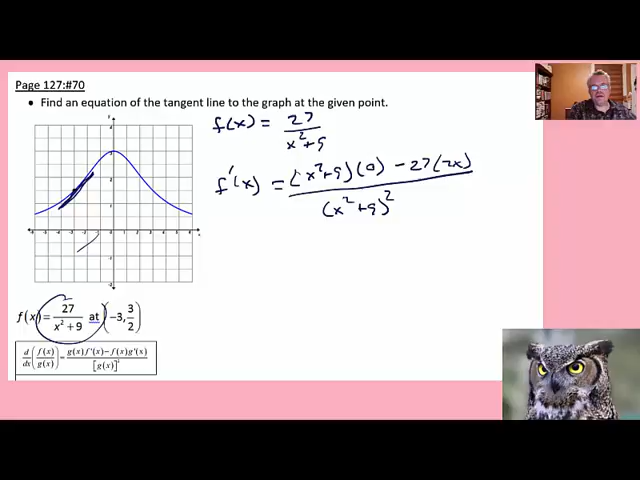 Page 127:#70
• Find an equation of the tangent line to the graph at the given point.
f(x) = 27 / x²+9
f'(x) = (x²+9)(0) - 27(2x) / (x²+9)²
f(x) = 27 / x² + 9 at (-3, 3/2)
d/dx (f(x)/g(x)) = g(x)f'(x) - f(x)g'(x) / [g(x)]²